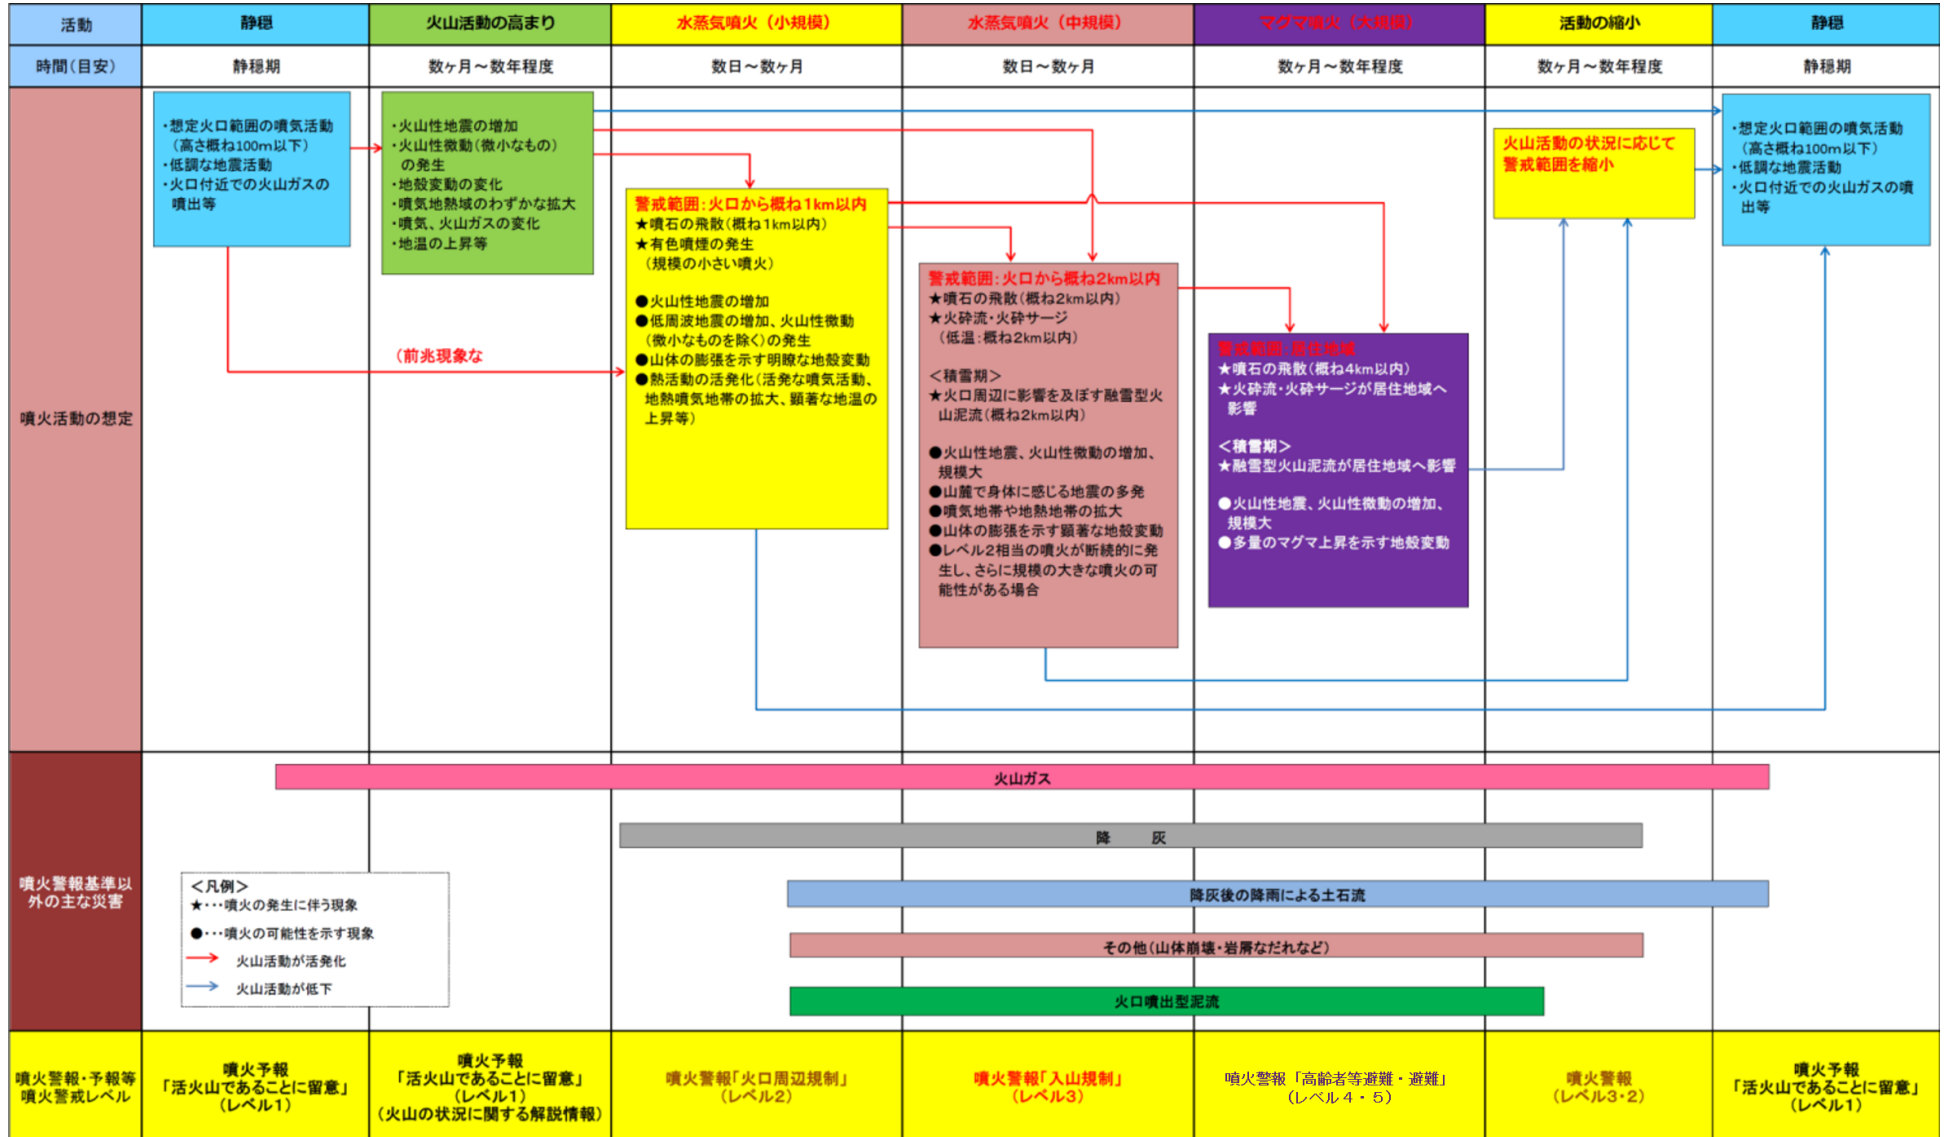 活動
静穏
火山活動の高まり
水蒸気噴火（小規模）
水蒸気噴火（中規模）
マグマ噴火（大規模）
活動の縮小
静穏
時間（目安）
静穏期
数ヶ月～数年程度
数日～数ヶ月
数日～数ヶ月
数ヶ月～数年程度
数ヶ月～数年程度
静穏期
噴火活動の想定
・想定火口範囲の噴気活動
（高さ概ね100m以下）
・低調な地震活動
・火口付近での火山ガスの
噴出等
・火山性地震の増加
・火山性微動（微小なもの）
の発生
・地殻変動の変化
・噴気地熱域のわずかな拡大
・噴気、火山ガスの変化
・地温の上昇等
（前兆現象な
警戒範囲：火口から概ね1km以内
★噴石の飛散（概ね1km以内）
★有色噴煙の発生
（規模の小さい噴火）
●火山性地震の増加
●低周波地震の増加、火山性微動
（微小なものを除く）の発生
●山体の膨張を示す明瞭な地殻変動
●熱活動の活発化（活発な噴気活動、
地熱噴気地帯の拡大、顕著な地温の
上昇等）
警戒範囲：火口から概ね2km以内
★噴石の飛散（概ね2km以内）
★火砕流・火砕サージ
（低温：概ね2km以内）
＜積雪期＞
★火口周辺に影響を及ぼす融雪型火
山泥流（概ね2km以内）
●火山性地震、火山性微動の増加、
規模大
●山麓で身体に感じる地震の多発
●噴気地帯や地熱地帯の拡大
●山体の膨張を示す顕著な地殻変動
●レベル2相当の噴火が断続的に発
生し、さらに規模の大きな噴火の可
能性がある場合
警戒範囲：居住地域
★噴石の飛散（概ね4km以内）
★火砕流・火砕サージが居住地域へ
影響
＜積雪期＞
★融雪型火山泥流が居住地域へ影響
●火山性地震、火山性微動の増加、
規模大
●多量のマグマ上昇を示す地殻変動
火山活動の状況に応じて
警戒範囲を縮小
・想定火口範囲の噴気活動
（高さ概ね100m以下）
・低調な地震活動
・火口付近での火山ガスの噴
出等
噴火警報基準以
外の主な災害
火山ガス
降　　灰
降灰後の降雨による土石流
その他（山体崩壊・岩屑なだれなど）
火口噴出型泥流
＜凡例＞
★・・・噴火の発生に伴う現象
●・・・噴火の可能性を示す現象
火山活動が活発化
火山活動が低下
噴火警報・予報等
噴火警戒レベル
噴火予報
「活火山であることに留意」
（レベル1）
噴火予報
「活火山であることに留意」
（レベル1）
（火山の状況に関する解説情報）
噴火警報「火口周辺規制」
（レベル2）
噴火警報「入山規制」
（レベル3）
噴火警報「高齢者等避難・避難」
（レベル４・５）
噴火警報
（レベル3・2）
噴火予報
「活火山であることに留意」
（レベル1）